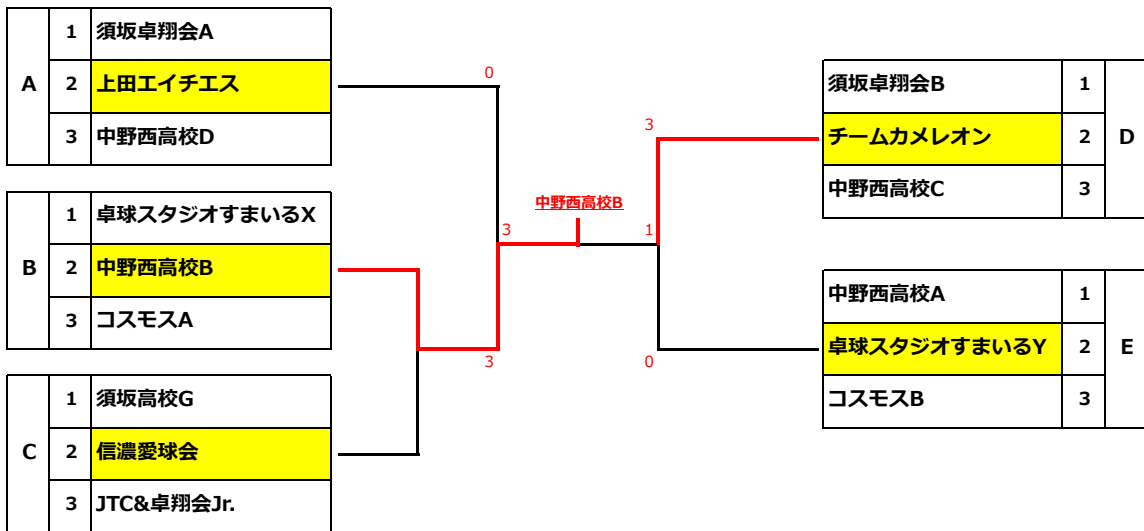 A
1 須坂卓翔会A
2 上田エイチエス
3 中野西高校D
B
1 卓球スタジオすまいるX
2 中野西高校B
3 コスモスA
C
1 須坂高校G
2 信濃愛球会
3 JTC&卓翔会Jr.
0
3
3
中野西高校B
3
1
0
須坂卓翔会B 1
チームカメレオン 2
中野西高校C 3
D
中野西高校A 1
卓球スタジオすまいるY 2
コスモスB 3
E